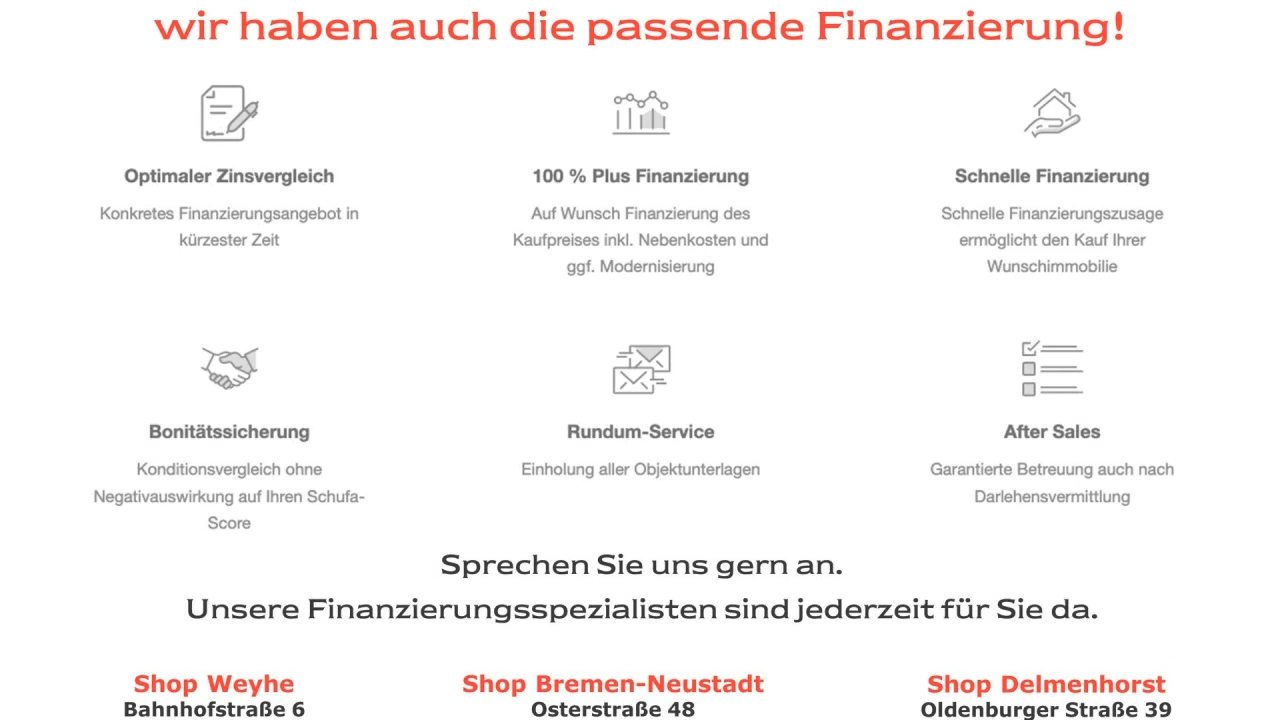 wir haben auch die passende Finanzierung!
Optimaler Zinsvergleich
Konkretes Finanzierungsangebot in
kürzester Zeit
100 % Plus Finanzierung
Auf Wunsch Finanzierung des
Kaufpreises inkl. Nebenkosten und
ggf. Modernisierung
Schnelle Finanzierung
Schnelle Finanzierungszusage
ermöglicht den Kauf Ihrer
Wunschimmobilie
Bonitätssicherung
Konditionsvergleich ohne
Negativauswirkung auf Ihren Schufa-
Score
Rundum-Service
Einholung aller Objektunterlagen
After Sales
Garantierte Betreuung auch nach
Darlehensvermittlung
Sprechen Sie uns gern an.
Unsere Finanzierungsspezialisten sind jederzeit für Sie da.
Shop Weyhe
Bahnhofstraße 6
Shop Bremen-Neustadt
Osterstraße 48
Shop Delmenhorst
Oldenburger Straße 39